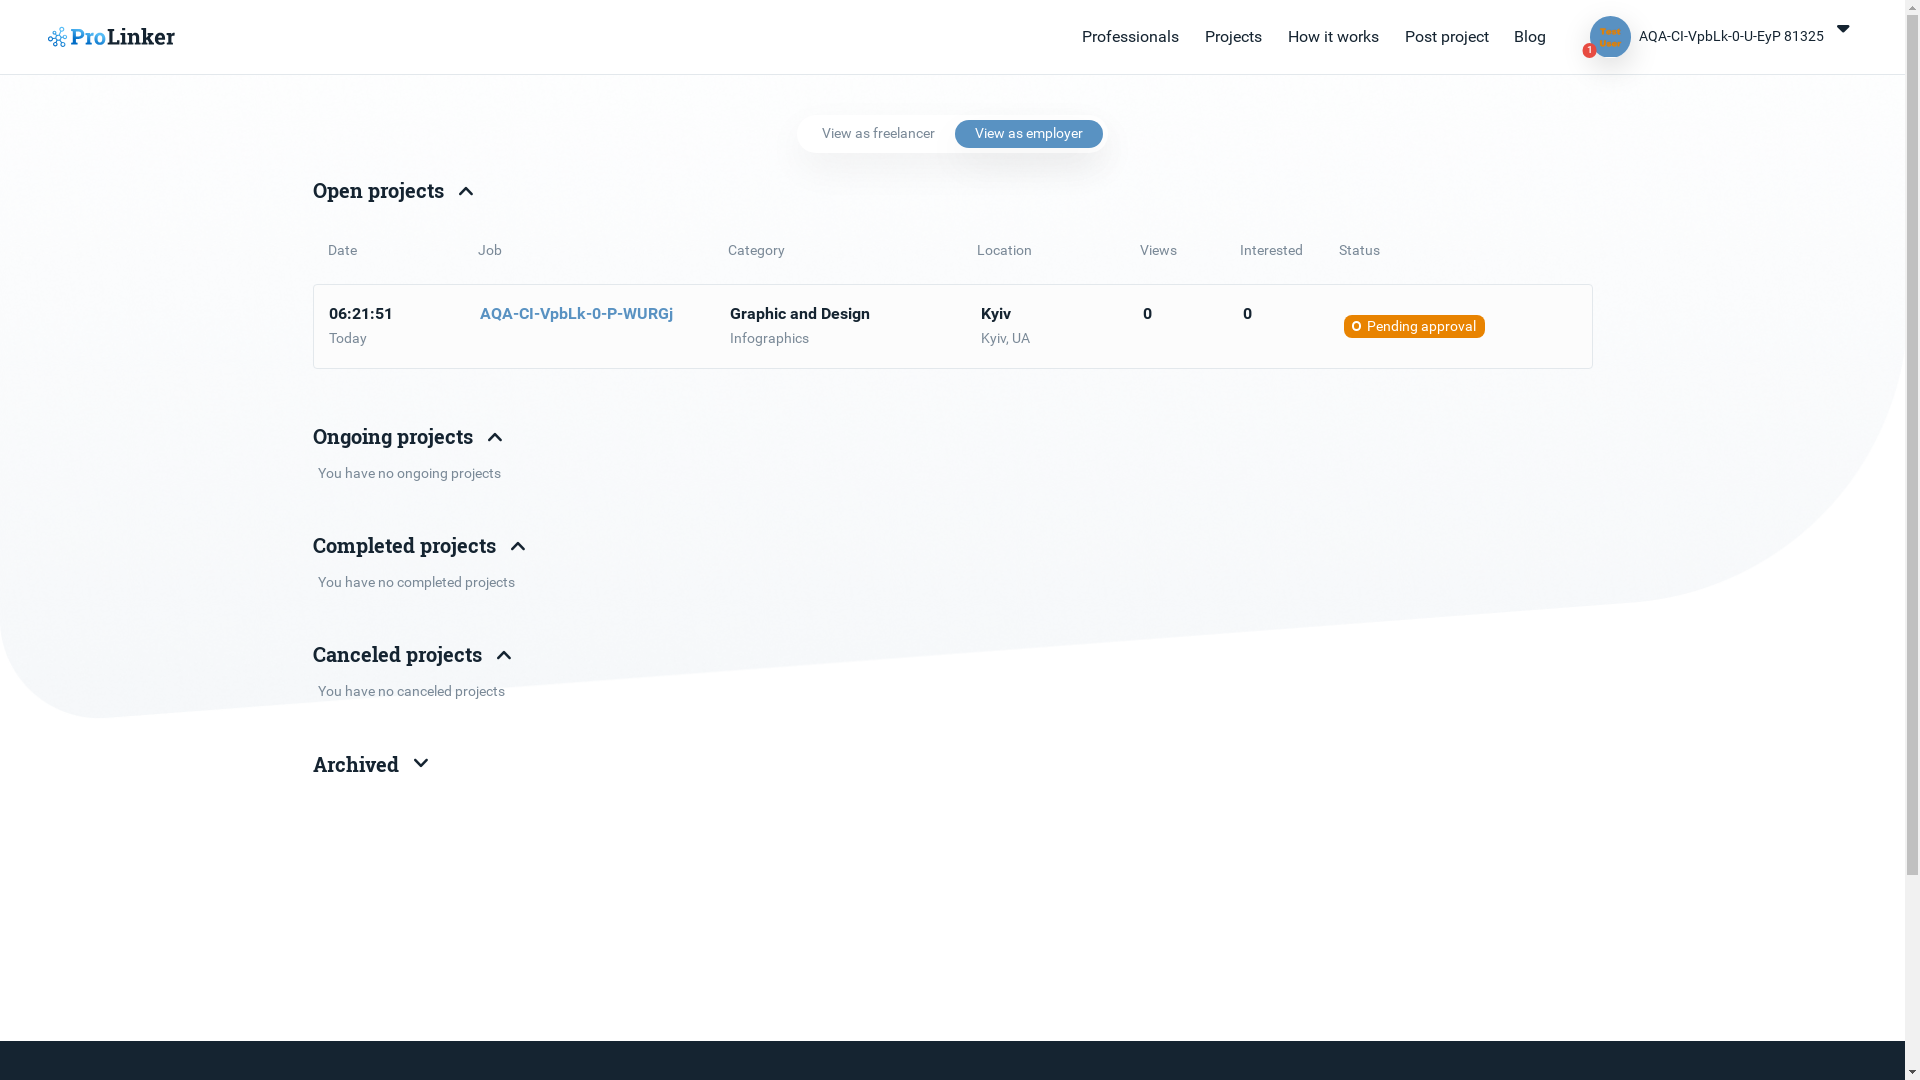 ProLinker
Professionals
Projects
How it works
Post project
Blog
1
Test
User
AQA-CI-VpbLk-0-U-EyP 81325
View as freelancer
View as employer
Open projects
Date Job Category Location Views Interested Status
06:21:51 AQA-CI-VpbLk-0-P-WURGj Graphic and Design Kyiv 0 0 Pending approval
Today Infographics Kyiv, UA
Ongoing projects
You have no ongoing projects
Completed projects
You have no completed projects
Canceled projects
You have no canceled projects
Archived